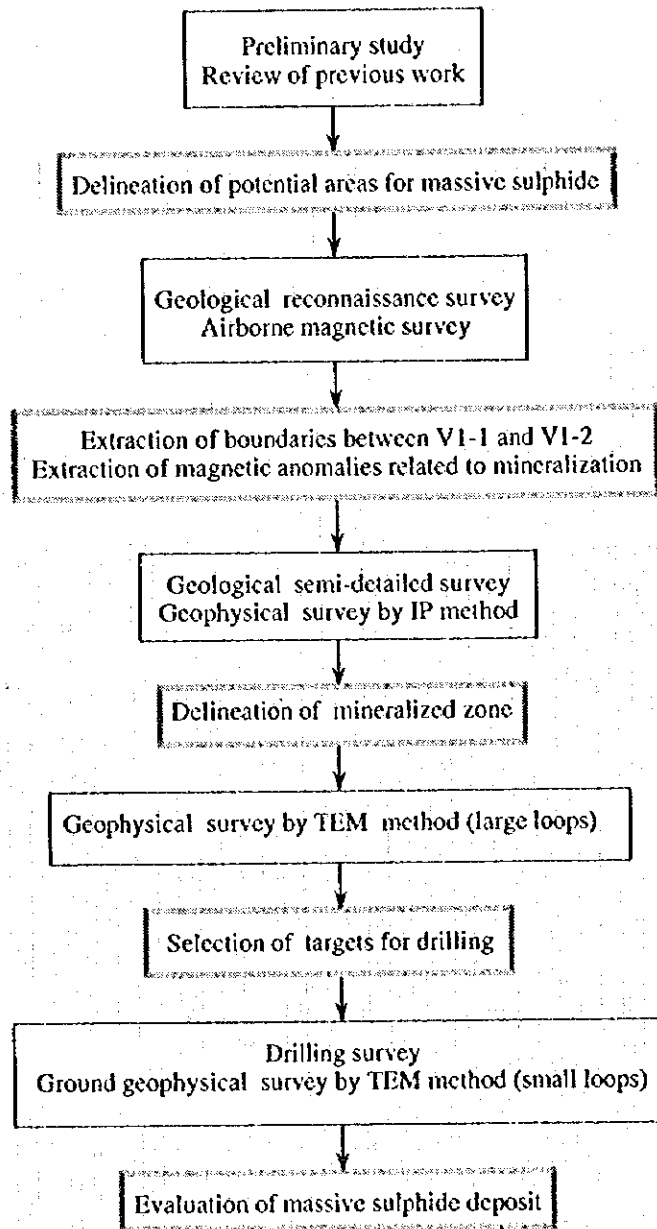 Preliminary study
Review of previous work
Delineation of potential areas for massive sulphide
Geological reconnaissance survey
Airborne magnetic survey
Extraction of boundaries between V1-1 and V1-2
Extraction of magnetic anomalies related to mineralization
Geological semi-detailed survey
Geophysical survey by IP method
Delineation of mineralized zone
Geophysical survey by TEM method (large loops)
Selection of targets for drilling
Drilling survey
Ground geophysical survey by TEM method (small loops)
Evaluation of massive sulphide deposit